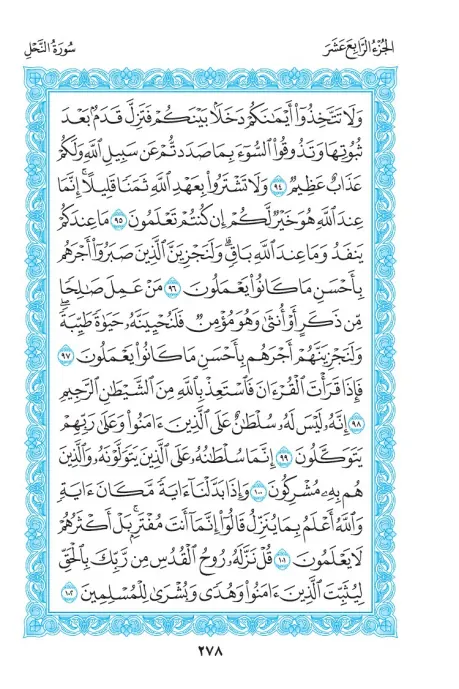 الجُزْءُ الرَّابِعَ عَشَرَ
سُورَةُ النَّحْلِ
وَلَا تَتَّخِذُوٓا۟ أَيْمَـٰنَكُمْ دَخَلًۢا بَيْنَكُمْ فَتَزِلَّ قَدَمٌۢ بَعْدَ
ثُبُوتِهَا وَتَذُوقُوا۟ ٱلسُّوٓءَ بِمَا صَدَدتُّمْ عَن سَبِيلِ ٱللَّهِ وَلَكُمْ
عَذَابٌ عَظِيمٌ ٩٤ وَلَا تَشْتَرُوا۟ بِعَهْدِ ٱللَّهِ ثَمَنًا قَلِيلًا ۚ إِنَّمَا
عِندَ ٱللَّهِ هُوَ خَيْرٌ لَّكُمْ إِن كُنتُمْ تَعْلَمُونَ ٩٥ مَا عِندَكُمْ
يَنفَدُ وَمَا عِندَ ٱللَّهِ بَاقٍ ۗ وَلَنَجْزِيَنَّ ٱلَّذِينَ صَبَرُوٓا۟ أَجْرَهُم
بِأَحْسَنِ مَا كَانُوا۟ يَعْمَلُونَ ٩٦ مَنْ عَمِلَ صَـٰلِحًا
مِّن ذَكَرٍ أَوْ أُنثَىٰ وَهُوَ مُؤْمِنٌ فَلَنُحْيِيَنَّهُۥ حَيَوٰةً طَيِّبَةً ۖ
وَلَنَجْزِيَنَّهُمْ أَجْرَهُم بِأَحْسَنِ مَا كَانُوا۟ يَعْمَلُونَ ٩٧
فَإِذَا قَرَأْتَ ٱلْقُرْءَانَ فَٱسْتَعِذْ بِٱللَّهِ مِنَ ٱلشَّيْطَـٰنِ ٱلرَّجِيمِ
٩٨ إِنَّهُۥ لَيْسَ لَهُۥ سُلْطَـٰنٌ عَلَى ٱلَّذِينَ ءَامَنُوا۟ وَعَلَىٰ رَبِّهِمْ
يَتَوَكَّلُونَ ٩٩ إِنَّمَا سُلْطَـٰنُهُۥ عَلَى ٱلَّذِينَ يَتَوَلَّوْنَهُۥ وَٱلَّذِينَ
هُم بِهِۦ مُشْرِكُونَ ١٠٠ وَإِذَا بَدَّلْنَآ ءَايَةً مَّكَانَ ءَايَةٍ ۙ
وَٱللَّهُ أَعْلَمُ بِمَا يُنَزِّلُ قَالُوٓا۟ إِنَّمَآ أَنتَ مُفْتَرٍۭ ۚ بَلْ أَكْثَرُهُمْ
لَا يَعْلَمُونَ ١٠١ قُلْ نَزَّلَهُۥ رُوحُ ٱلْقُدُسِ مِن رَّبِّكَ بِٱلْحَقِّ
لِيُثَبِّتَ ٱلَّذِينَ ءَامَنُوا۟ وَهُدًى وَبُشْرَىٰ لِلْمُسْلِمِينَ ١٠٢
٢٧٨